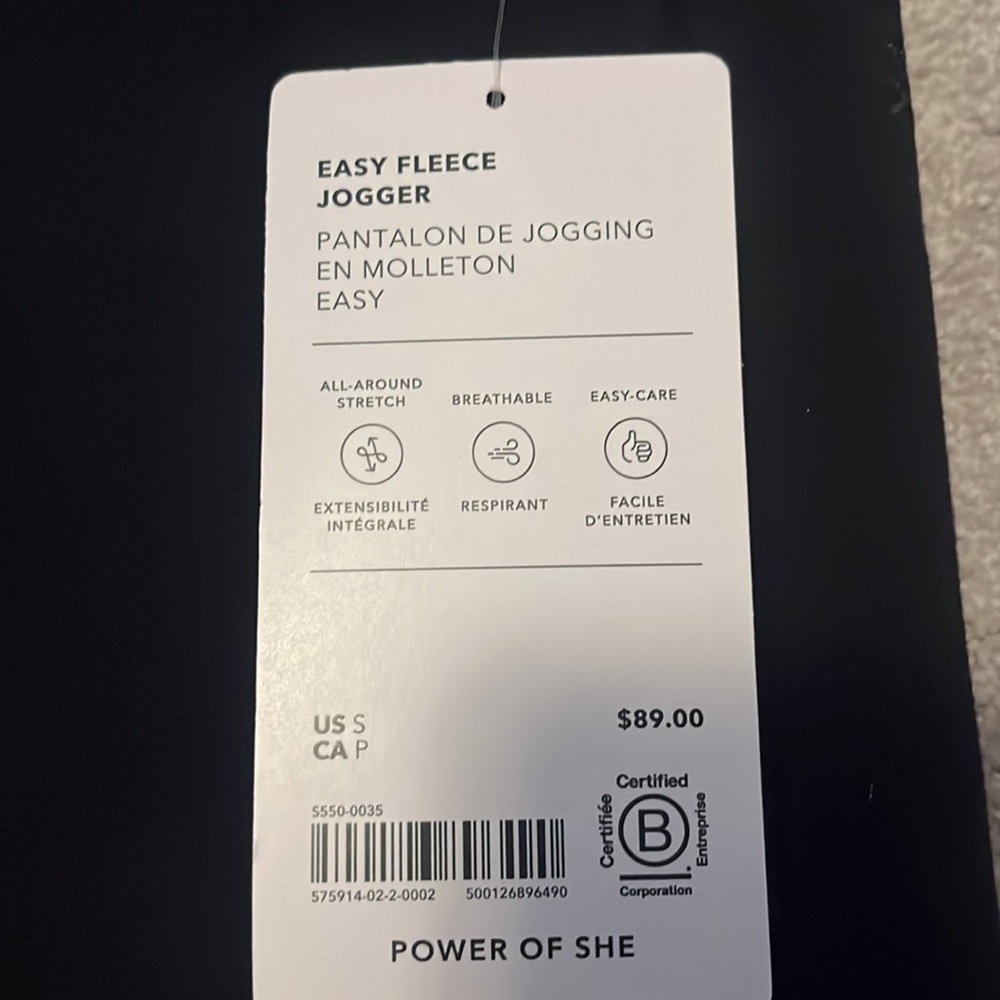 EASY FLEECE
JOGGER
PANTALON DE JOGGING
EN MOLLETON
EASY
ALL-AROUND
STRETCH
BREATHABLE
EASY-CARE
EXTENSIBILITÉ
INTÉGRALE
RESPIRANT
FACILE
D'ENTRETIEN
US S
CA P
$89.00
S550-0035
575914-02-2-0002 500126896490
Certified
Certifiée
B
Entreprise
Corporation
POWER OF SHE